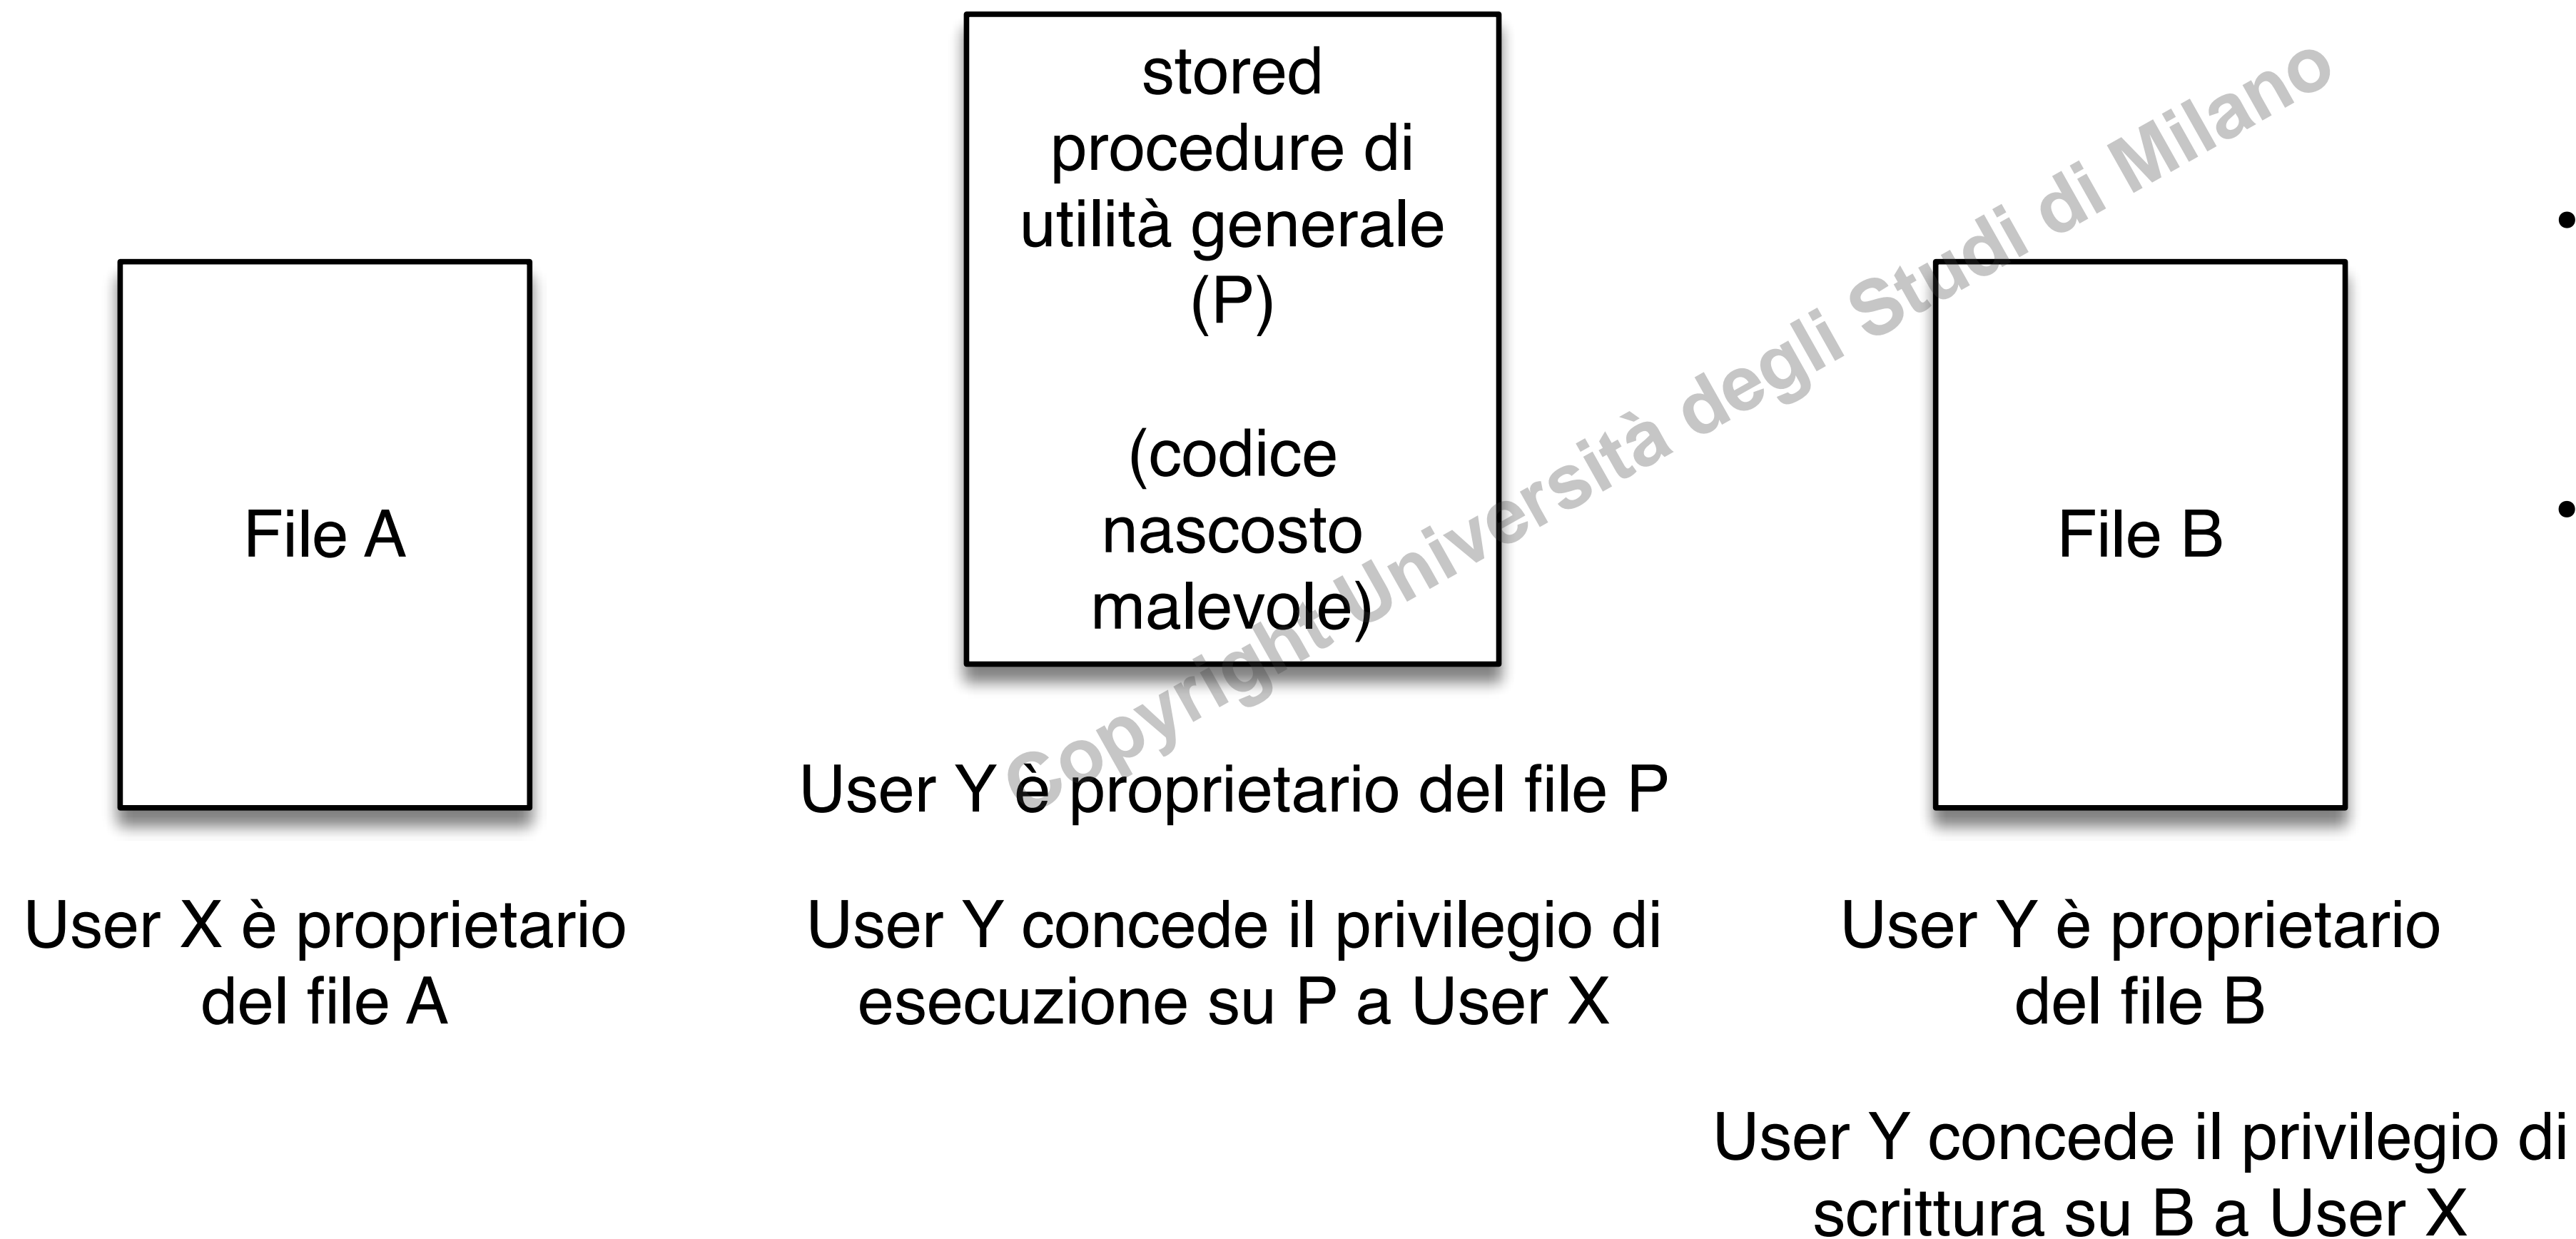 File A
User X è proprietario
del file A
stored
procedure di
utilità generale
(P)
(codice
nascosto
malevole)
User Y è proprietario del file P
User Y concede il privilegio di
esecuzione su P a User X
File B
User Y è proprietario
del file B
User Y concede il privilegio di
scrittura su B a User X
•
•
Copyright Università degli Studi di Milano